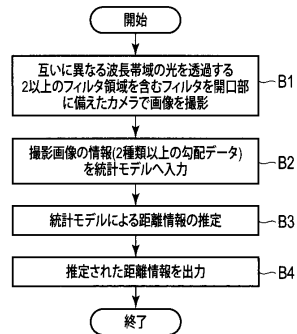 開始
互いに異なる波長帯域の光を透過する
2以上のフィルタ領域を含むフィルタを開口部
に備えたカメラで画像を撮影
B1
撮影画像の情報(2種類以上の勾配データ)
を統計モデルへ入力
B2
統計モデルによる距離情報の推定
B3
推定された距離情報を出力
B4
終了